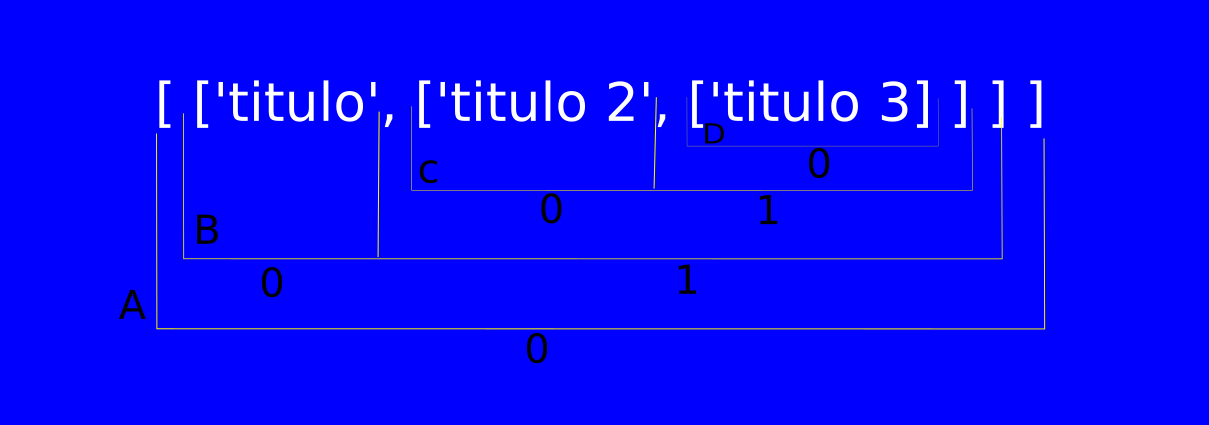 [ ['titulo', ['titulo 2', ['titulo 3] ] ] ]
D
0
c
0 1
B
0 1
A
0